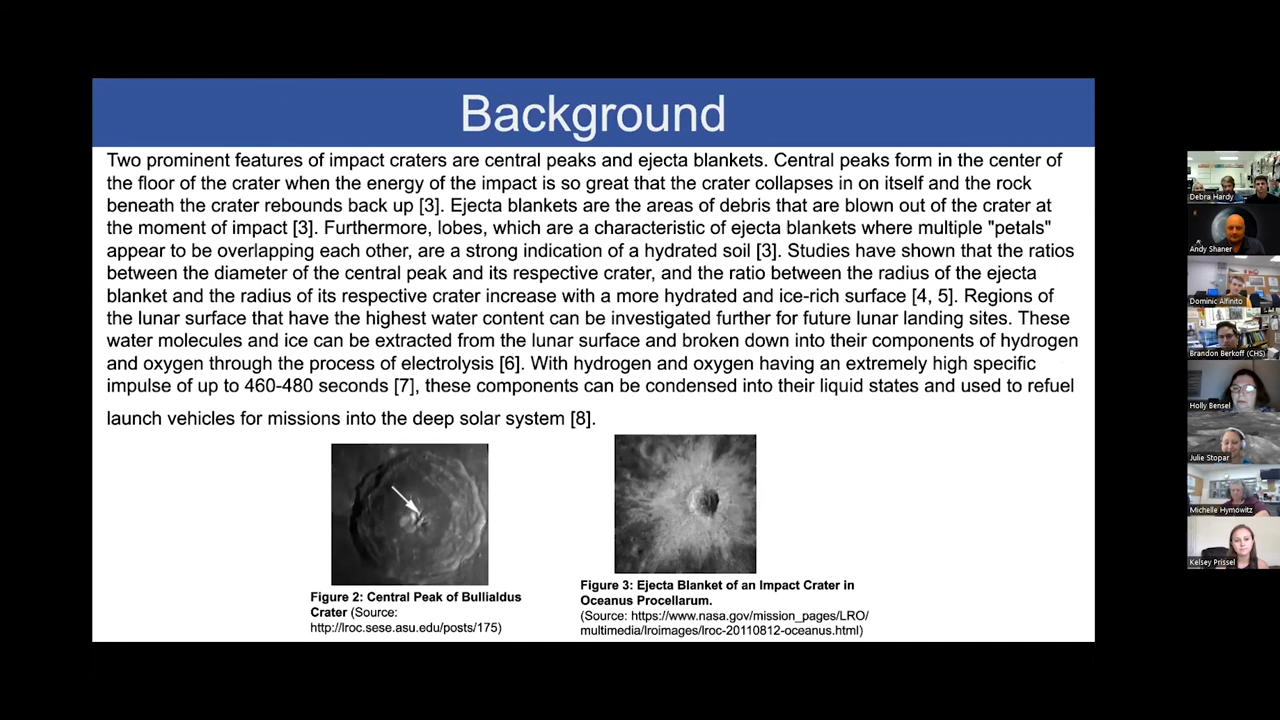 Background
Two prominent features of impact craters are central peaks and ejecta blankets. Central peaks form in the center of
the floor of the crater when the energy of the impact is so great that the crater collapses in on itself and the rock
beneath the crater rebounds back up [3]. Ejecta blankets are the areas of debris that are blown out of the crater at
the moment of impact [3]. Furthermore, lobes, which are a characteristic of ejecta blankets where multiple "petals"
appear to be overlapping each other, are a strong indication of a hydrated soil [3]. Studies have shown that the ratios
between the diameter of the central peak and its respective crater, and the ratio between the radius of the ejecta
blanket and the radius of its respective crater increase with a more hydrated and ice-rich surface [4, 5]. Regions of
the lunar surface that have the highest water content can be investigated further for future lunar landing sites. These
water molecules and ice can be extracted from the lunar surface and broken down into their components of hydrogen
and oxygen through the process of electrolysis [6]. With hydrogen and oxygen having an extremely high specific
impulse of up to 460-480 seconds [7], these components can be condensed into their liquid states and used to refuel
launch vehicles for missions into the deep solar system [8].
Figure 2: Central Peak of Bullialdus
Crater (Source:
http://lroc.sese.asu.edu/posts/175)
Figure 3: Ejecta Blanket of an Impact Crater in
Oceanus Procellarum.
(Source: https://www.nasa.gov/mission_pages/LRO/
multimedia/lroimages/lroc-20110812-oceanus.html)
Debra Hardy
Andy Shaner
Dominic Alfinito
Brandon Berkoff (CHS)
Holly Bensel
Julie Stopar
Michelle Hymowitz
Kelsey Prissel